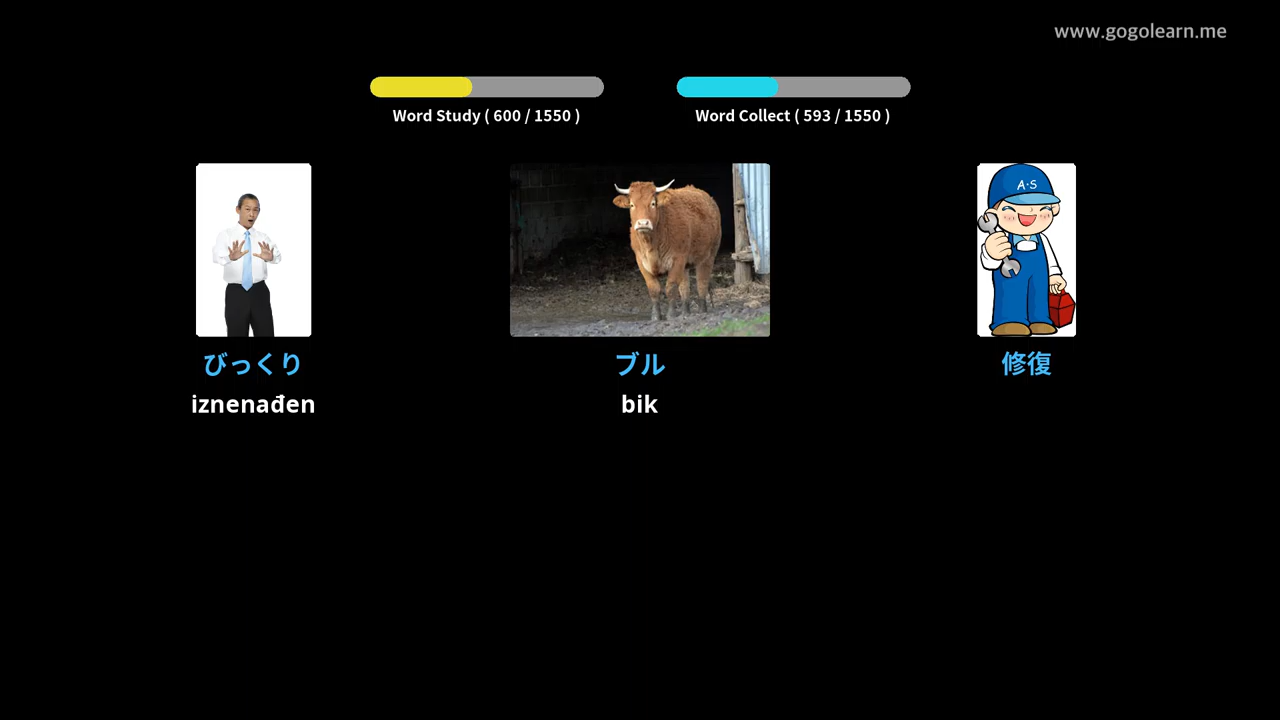 www.gogolearn.me
Word Study ( 600 / 1550 )
Word Collect ( 593 / 1550 )
A·S
びっくり
ブル
修復
iznenađen
bik